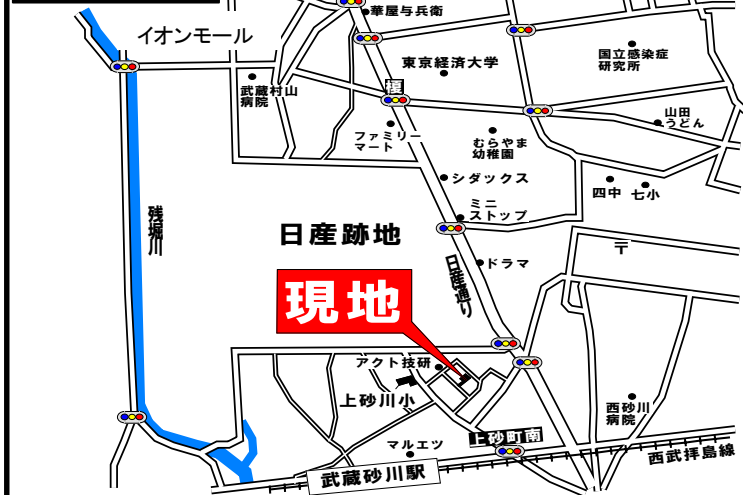 華屋与兵衛
イオンモール
東京経済大学
国立感染症
研究所
武蔵村山
病院
榎
山田
うどん
ファミリー
マート
むらやま
幼稚園
シダックス
四中
七小
ミニ
ストップ
残堀川
日産跡地
〒
日産通り
ドラマ
現地
アクト技研
上砂川小
西砂川
病院
上砂町南
マルエツ
西武拝島線
武蔵砂川駅